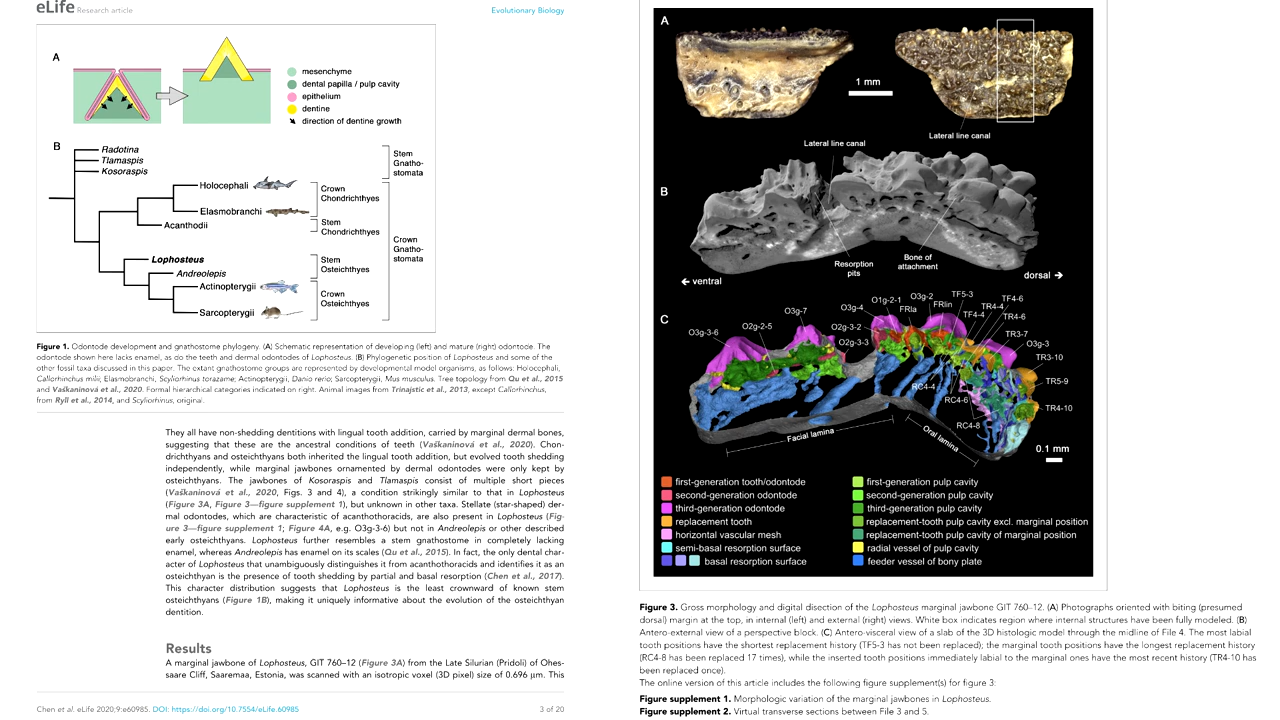 eLife Research article
Evolutionary Biology
A
mesenchyme
dental papilla / pulp cavity
epithelium
dentine
direction of dentine growth
B
Radotina
Tlamaspis
Kosoraspis
Stem
Gnatho-
stomata
Holocephali
Crown
Chondrichthyes
Elasmobranchi
Acanthodii
Stem
Chondrichthyes
Crown
Gnatho-
stomata
Lophosteus
Andreolepis
Stem
Osteichthyes
Actinopterygii
Crown
Osteichthyes
Sarcopterygii
Figure 1. Odontode development and gnathostome phylogeny. (A) Schematic representation of developing (left) and mature (right) odontode. The
odontode shown here lacks enamel, as do the teeth and dermal odontodes of Lophosteus. (B) Phylogenetic position of Lophosteus and some of the
other fossil taxa discussed in this paper. The extant gnathostome groups are represented by developmental model organisms, as follows: Holocephali,
Callorhinchus milii; Elasmobranchi, Scyliorhinus torazame; Actinopterygii, Danio rerio; Sarcopterygii, Mus musculus. Tree topology from Qu et al., 2015
and Vaškaninová et al., 2020. Formal hierarchical categories indicated on right. Animal images from Trinajstic et al., 2013, except Callorhinchus,
from Ryll et al., 2014, and Scyliorhinus, original.
They all have non-shedding dentitions with lingual tooth addition, carried by marginal dermal bones,
suggesting that these are the ancestral conditions of teeth (Vaškaninová et al., 2020). Chon-
drichthyans and osteichthyans both inherited the lingual tooth addition, but evolved tooth shedding
independently, while marginal jawbones ornamented by dermal odontodes were only kept by
osteichthyans. The jawbones of Kosoraspis and Tlamaspis consist of multiple short pieces
(Vaškaninová et al., 2020, Figs. 3 and 4), a condition strikingly similar to that in Lophosteus
(Figure 3A, Figure 3—figure supplement 1), but unknown in other taxa. Stellate (star-shaped) der-
mal odontodes, which are characteristic of acanthothoracids, are also present in Lophosteus (Fig-
ure 3—figure supplement 1; Figure 4A, e.g. O3g-3-6) but not in Andreolepis or other described
early osteichthyans. Lophosteus further resembles a stem gnathostome in completely lacking
enamel, whereas Andreolepis has enamel on its scales (Qu et al., 2015). In fact, the only dental char-
acter of Lophosteus that unambiguously distinguishes it from acanthothoracids and identifies it as an
osteichthyan is the presence of tooth shedding by partial and basal resorption (Chen et al., 2017).
This character distribution suggests that Lophosteus is the least crownward of known stem
osteichthyans (Figure 1B), making it uniquely informative about the evolution of the osteichthyan
dentition.
Results
A marginal jawbone of Lophosteus, GIT 760–12 (Figure 3A) from the Late Silurian (Pridoli) of Ohes-
saare Cliff, Saaremaa, Estonia, was scanned with an isotropic voxel (3D pixel) size of 0.696 μm. This
Chen et al. eLife 2020;9:e60985. DOI: https://doi.org/10.7554/eLife.60985
3 of 20
A
1 mm
Lateral line canal
Lateral line canal
B
Resorption
pits
Bone of
attachment
ventral
dorsal
C
O3g-3-6
O2g-2-5
O3g-7
O3g-4
O2g-3-2
O2g-3-3
O1g-2-1
FRla
O3g-2
FRlin
TF5-3
TF4-4
TR4-4
TF4-6
TR4-6
TR3-7
O3g-3
TR3-10
TR5-9
TR4-10
RC4-4
RC4-6
RC4-8
Facial lamina
Oral lamina
0.1 mm
first-generation tooth/odontode
second-generation odontode
third-generation odontode
replacement tooth
horizontal vascular mesh
semi-basal resorption surface
basal resorption surface
first-generation pulp cavity
second-generation pulp cavity
third-generation pulp cavity
replacement-tooth pulp cavity excl. marginal position
replacement-tooth pulp cavity of marginal position
radial vessel of pulp cavity
feeder vessel of bony plate
Figure 3. Gross morphology and digital disection of the Lophosteus marginal jawbone GIT 760–12. (A) Photographs oriented with biting (presumed
dorsal) margin at the top, in internal (left) and external (right) views. White box indicates region where internal structures have been fully modeled. (B)
Antero-external view of a perspective block. (C) Antero-visceral view of a slab of the 3D histologic model through the midline of File 4. The most labial
tooth positions have the shortest replacement history (TF5-3 has not been replaced); the marginal tooth positions have the longest replacement history
(RC4-8 has been replaced 17 times), while the inserted tooth positions immediately labial to the marginal ones have the most recent history (TR4-10 has
been replaced once).
The online version of this article includes the following figure supplement(s) for figure 3:
Figure supplement 1. Morphologic variation of the marginal jawbones in Lophosteus.
Figure supplement 2. Virtual transverse sections between File 3 and 5.